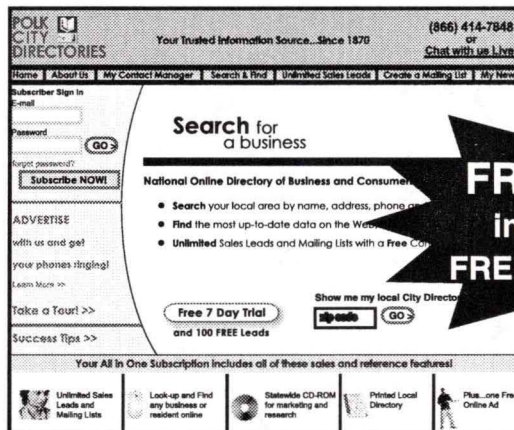 POLK
CITY
DIRECTORIES
Your Trusted Information Source...Since 1870
(866) 414-7848
or
Chat with us Live
Home About Us My Contact Manager Search & Find Unlimited Sales Leads Create a Mailing List My New
Subscriber Sign In
E-mail
Password
GO >
forgot password?
Subscribe NOW!
ADVERTISE
with us and get
your phones ringing!
Learn More >>
Take a Tour! >>
Success Tips >>
Search for
a business
National Online Directory of Business and Consumer
• Search your local area by name, address, phone
• Find the most up-to-date data on the Web
• Unlimited Sales Leads and Mailing Lists with a Free
FR
in
FREE
Free 7 Day Trial
and 100 FREE Leads
Show me my local City Director
zip code
GO >
Your All in One Subscription includes all of these sales and reference features!
Unlimited Sales
Leads and
Mailing Lists
Look-up and Find
any business or
resident online
Statewide CD-ROM
for marketing and
research
Printed Local
Directory
Plus...one Free
Online Ad